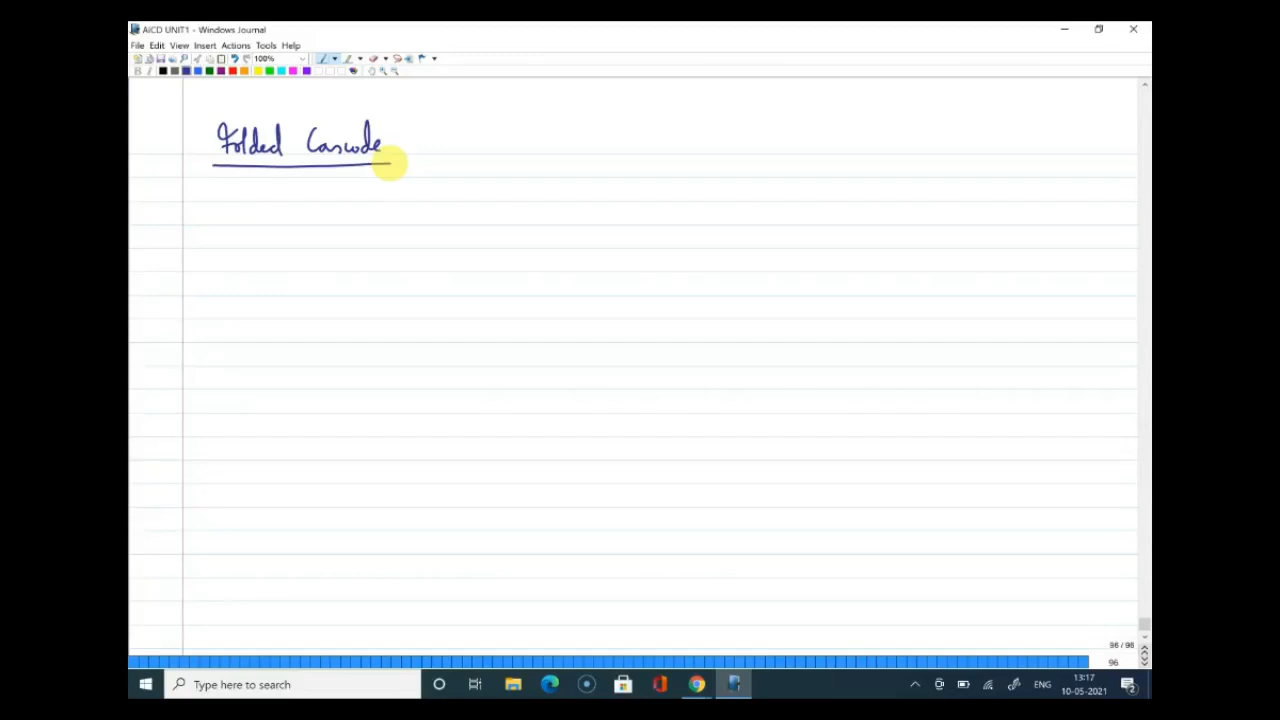 AICD UNIT1 - Windows Journal
File Edit View Insert Actions Tools Help
100%
B I
Folded Cascode
96 / 96
96
Type here to search
ENG
13:17
10-05-2021
2